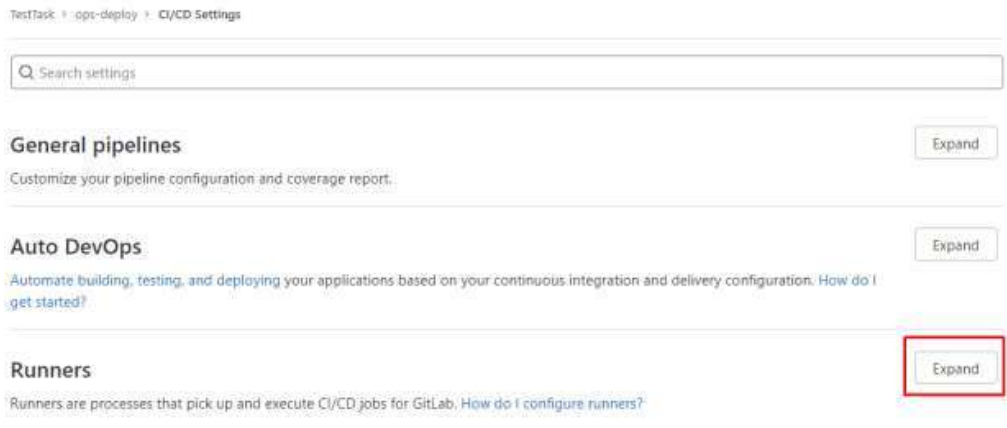 TestTask > ops-deploy > CI/CD Settings
Search settings
General pipelines
Expand
Customize your pipeline configuration and coverage report.
Auto DevOps
Expand
Automate building, testing, and deploying your applications based on your continuous integration and delivery configuration. How do I
get started?
Runners
Expand
Runners are processes that pick up and execute CI/CD jobs for GitLab. How do I configure runners?